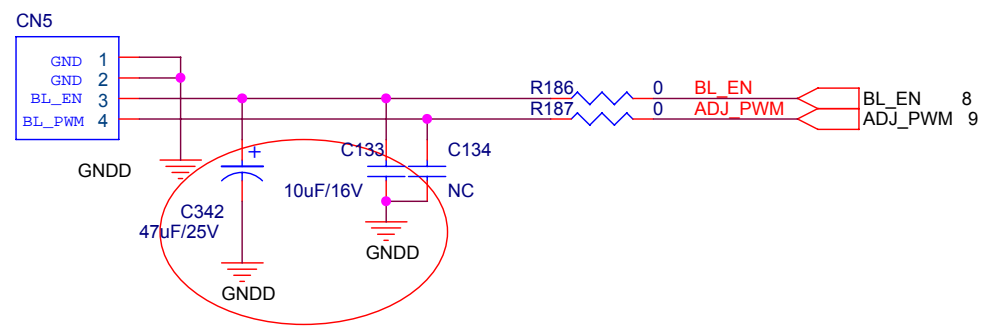 CN5
GND 1
GND 2
BL_EN 3
BL_PWM 4
R186 0 BL_EN
R187 0 ADJ_PWM
BL_EN 8
ADJ_PWM 9
GNDD
+
C342
47uF/25V
GNDD
C133
10uF/16V
C134
NC
GNDD